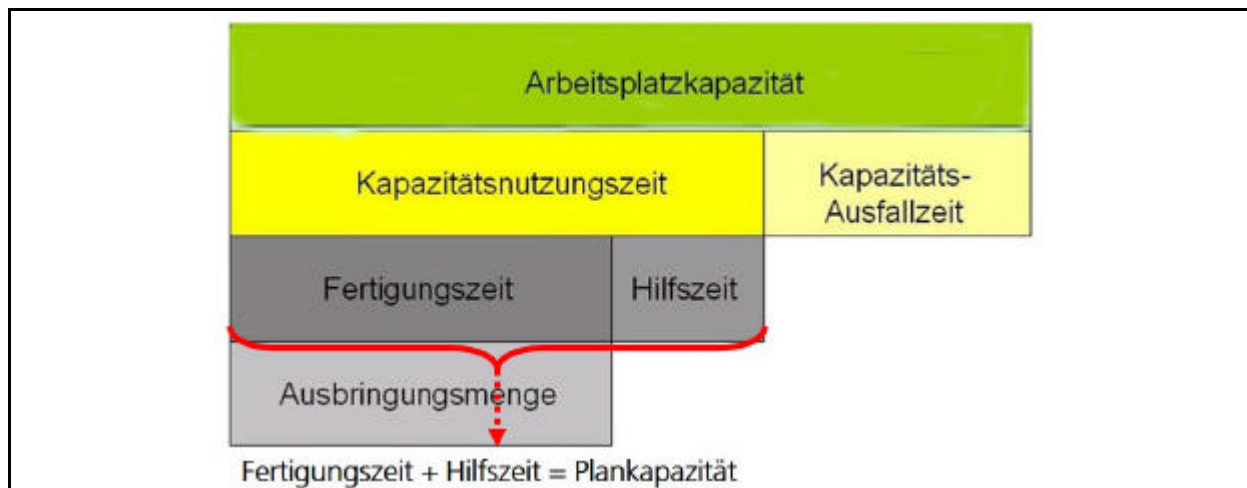 Arbeitsplatzkapazität
Kapazitätsnutzungszeit
Kapazitäts-
Ausfallzeit
Fertigungszeit
Hilfszeit
Ausbringungsmenge
Fertigungszeit + Hilfszeit = Plankapazität